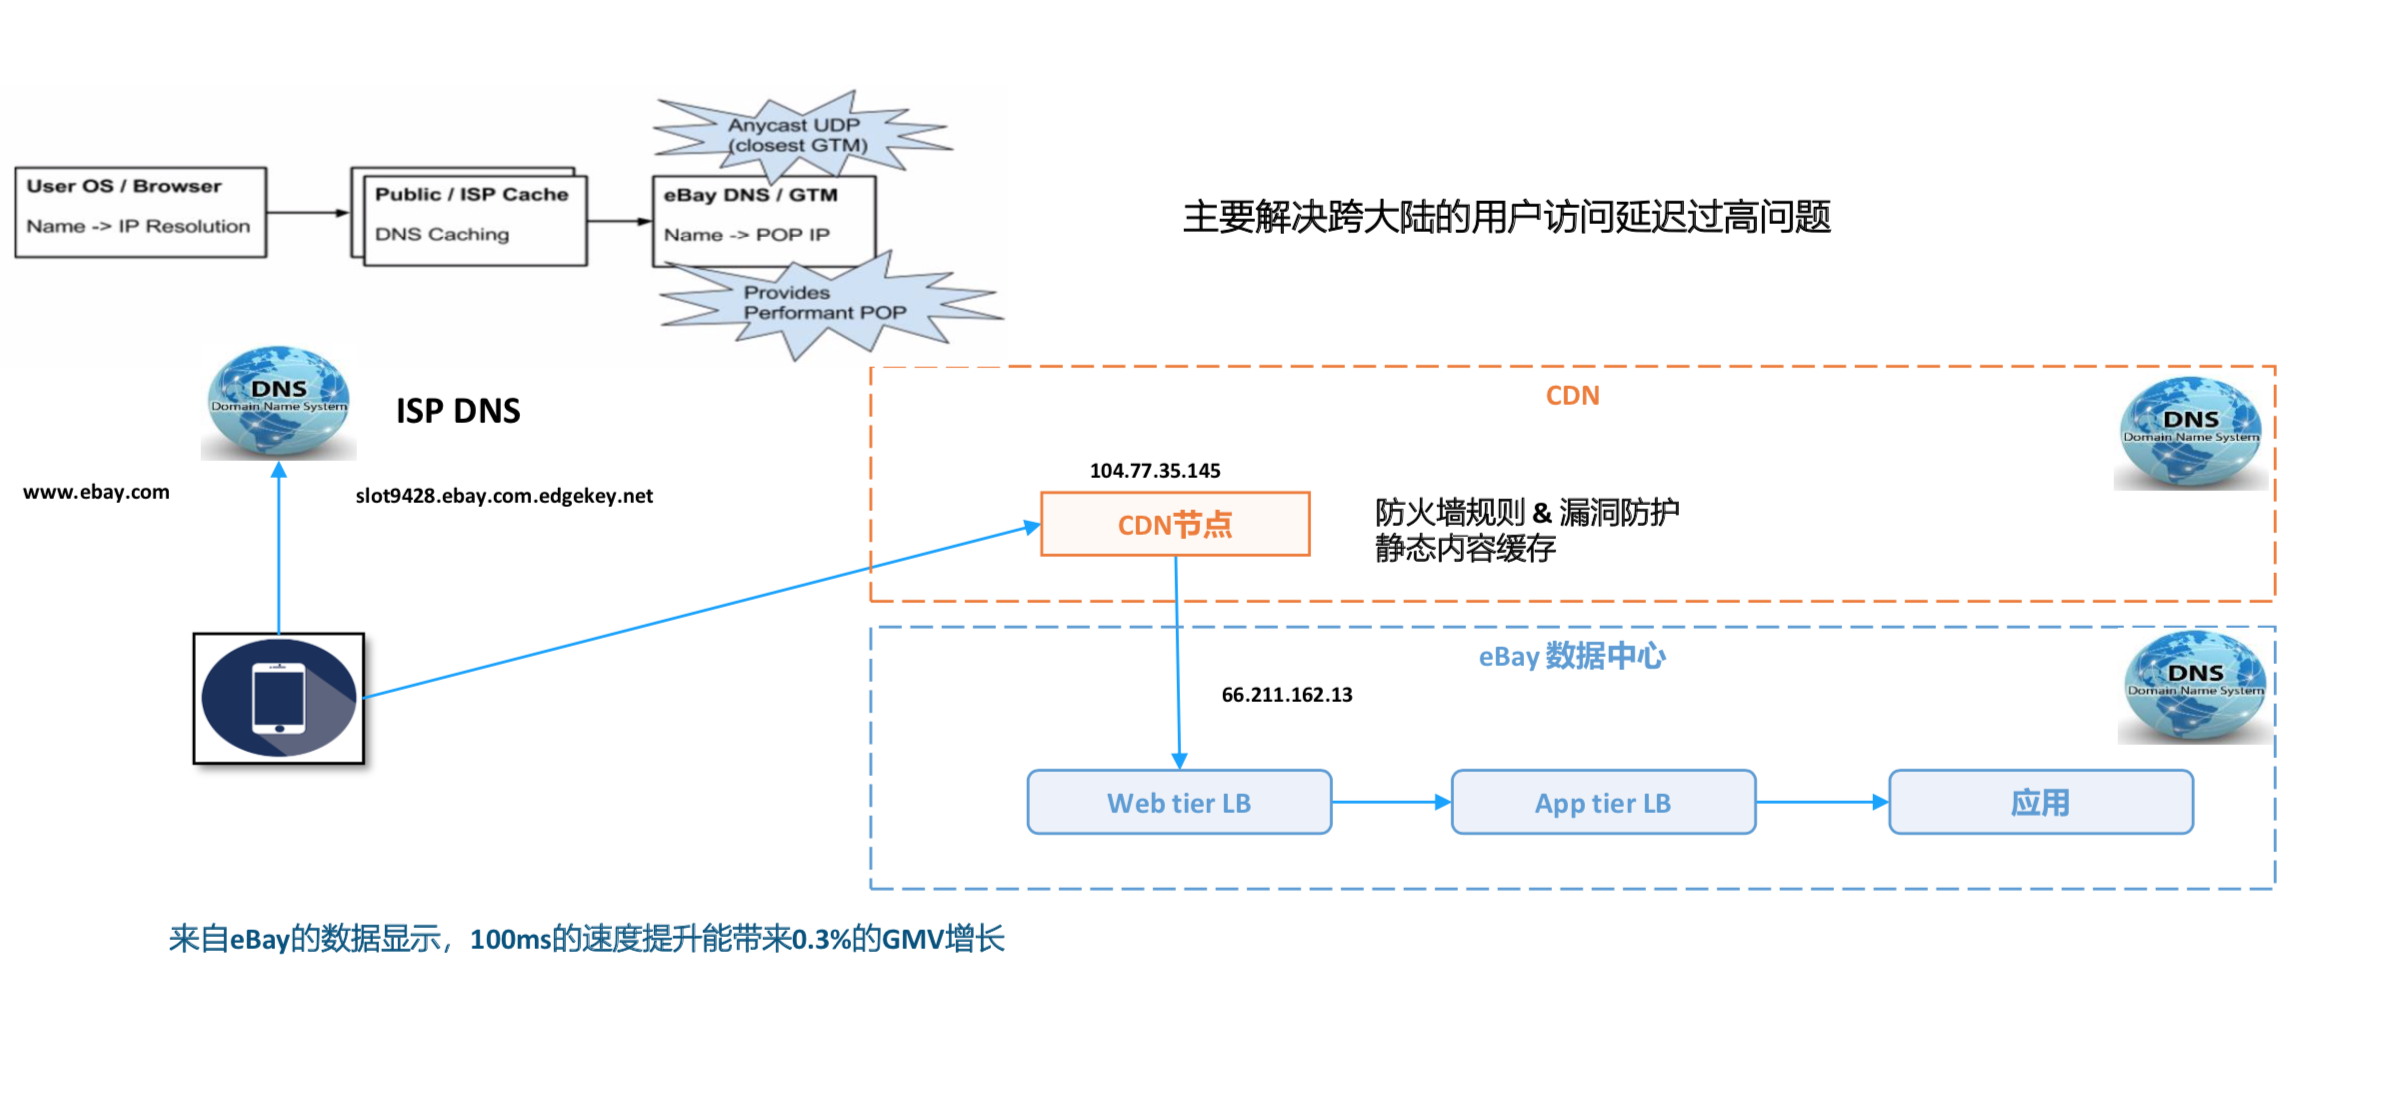 Anycast UDP
(closest GTM)
User OS / Browser
Name -> IP Resolution
Public / ISP Cache
DNS Caching
eBay DNS / GTM
Name -> POP IP
Provides
Performant POP
主要解决跨大陆的用户访问延迟过高问题
DNS
Domain Name System
ISP DNS
www.ebay.com
slot9428.ebay.com.edgekey.net
CDN
DNS
Domain Name System
104.77.35.145
CDN节点
防火墙规则 & 漏洞防护
静态内容缓存
eBay 数据中心
DNS
Domain Name System
66.211.162.13
Web tier LB
App tier LB
应用
来自eBay的数据显示，100ms的速度提升能带来0.3%的GMV增长